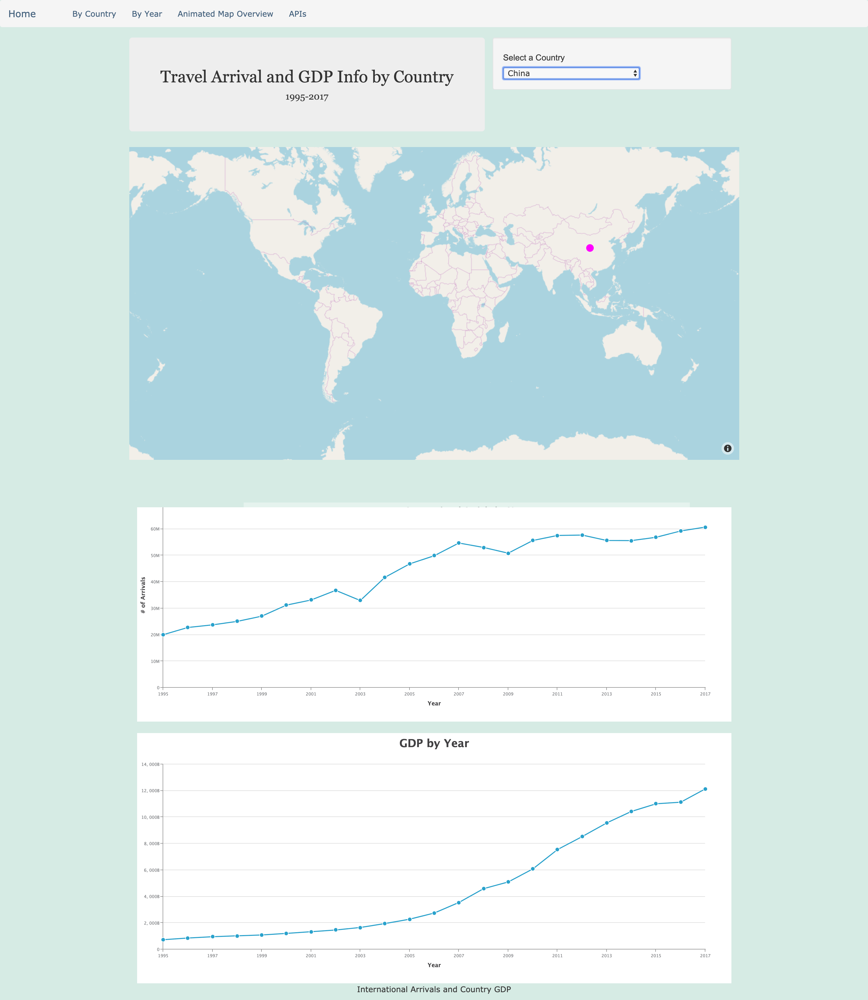 Home By Country By Year Animated Map Overview APIs
Travel Arrival and GDP Info by Country
1995-2017
Select a Country
China
60M
50M
40M
30M
20M
10M
0
# of Arrivals
1995 1997 1999 2001 2003 2005 2007 2009 2011 2013 2015 2017
Year
GDP by Year
14, 000B
12, 000B
10, 000B
8, 000B
6, 000B
4, 000B
2, 000B
0
1995 1997 1999 2001 2003 2005 2007 2009 2011 2013 2015 2017
Year
International Arrivals and Country GDP